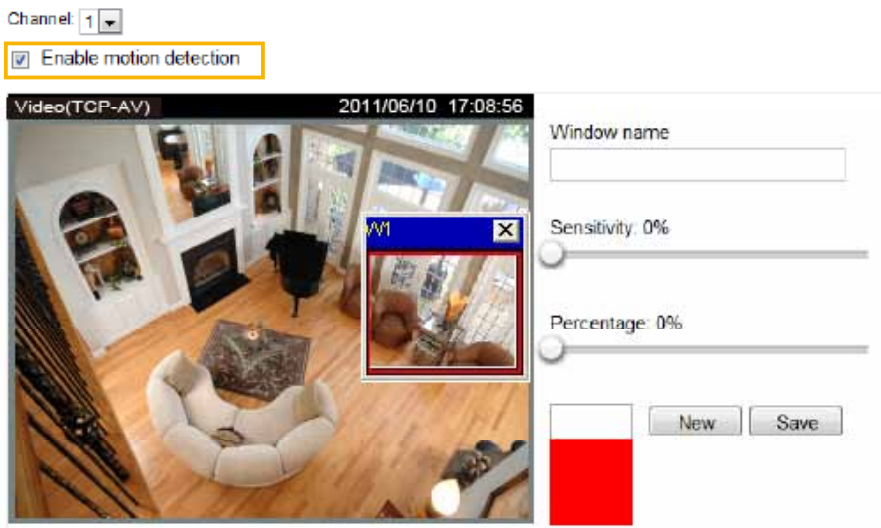 Channel: 1
Enable motion detection
Video(TCP-AV) 2011/06/10 17:08:56
W1
Window name
Sensitivity: 0%
Percentage: 0%
New Save